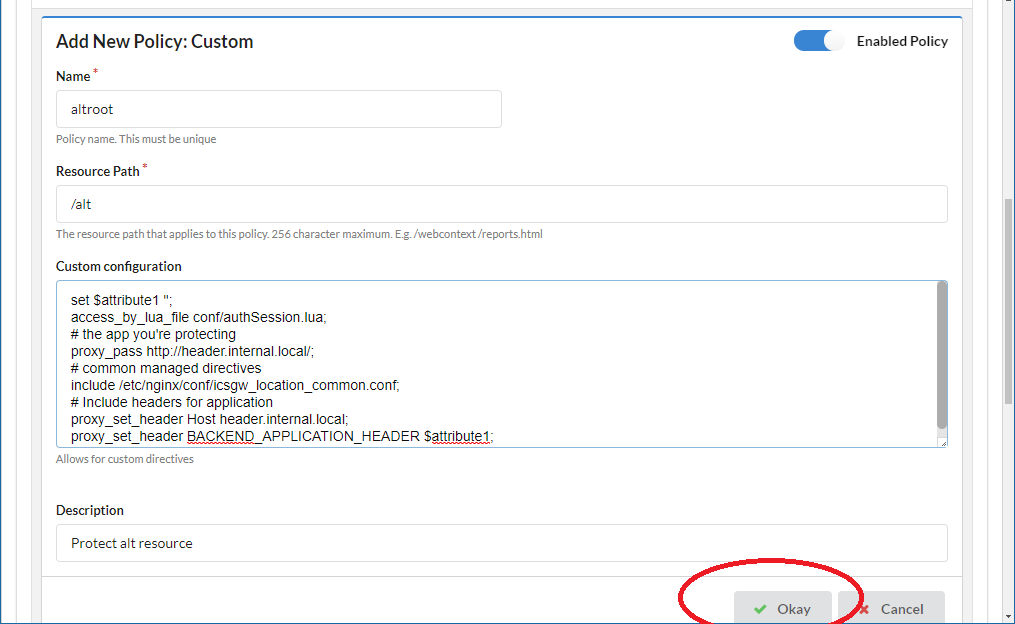 Add New Policy: Custom
Enabled Policy
Name *
altroot
Policy name. This must be unique
Resource Path *
/alt
The resource path that applies to this policy. 256 character maximum. E.g. /webcontext /reports.html
Custom configuration
set $attribute1 '';
access_by_lua_file conf/authSession.lua;
# the app you're protecting
proxy_pass http://header.internal.local/;
# common managed directives
include /etc/nginx/conf/icsgw_location_common.conf;
# Include headers for application
proxy_set_header Host header.internal.local;
proxy_set_header BACKEND_APPLICATION_HEADER $attribute1;
Allows for custom directives
Description
Protect alt resource
Okay
Cancel